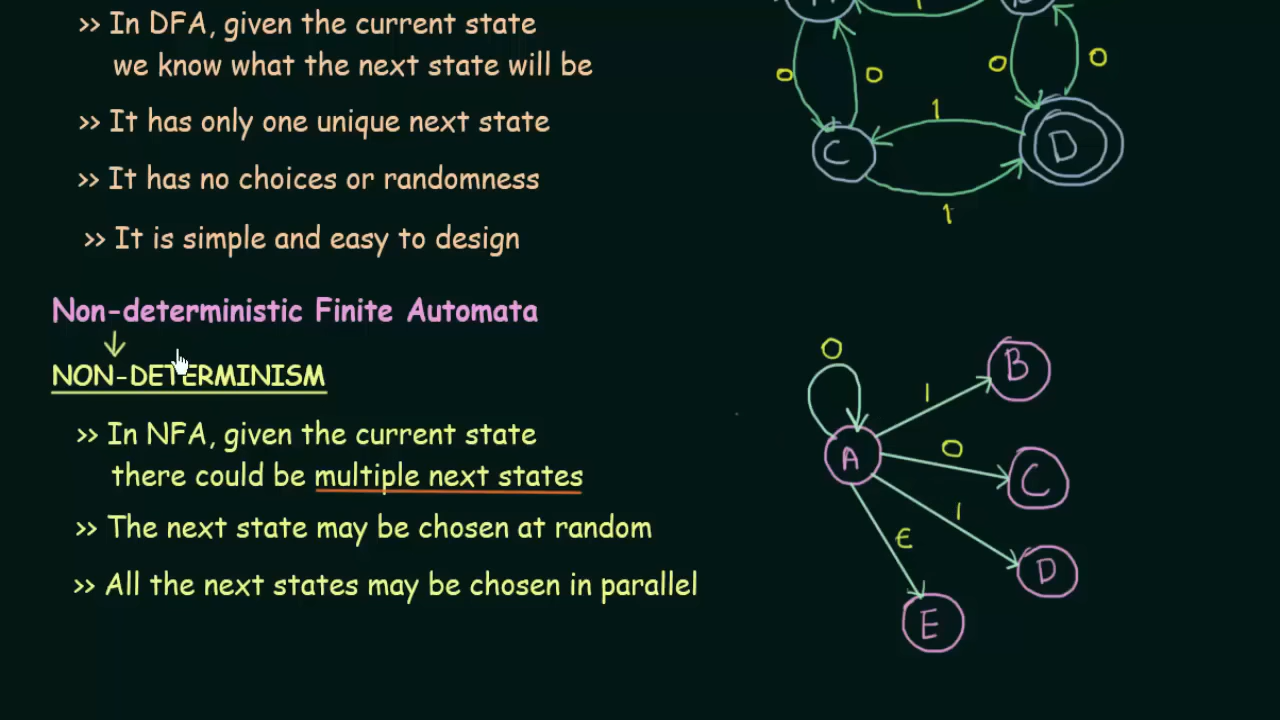 >> In DFA, given the current state
we know what the next state will be
>> It has only one unique next state
>> It has no choices or randomness
>> It is simple and easy to design
1
0
0
0
0
1
C
D
1
Non-deterministic Finite Automata
NON-DETERMINISM
>> In NFA, given the current state
there could be multiple next states
>> The next state may be chosen at random
>> All the next states may be chosen in parallel
0
B
1
A
0
C
1
D
ε
E